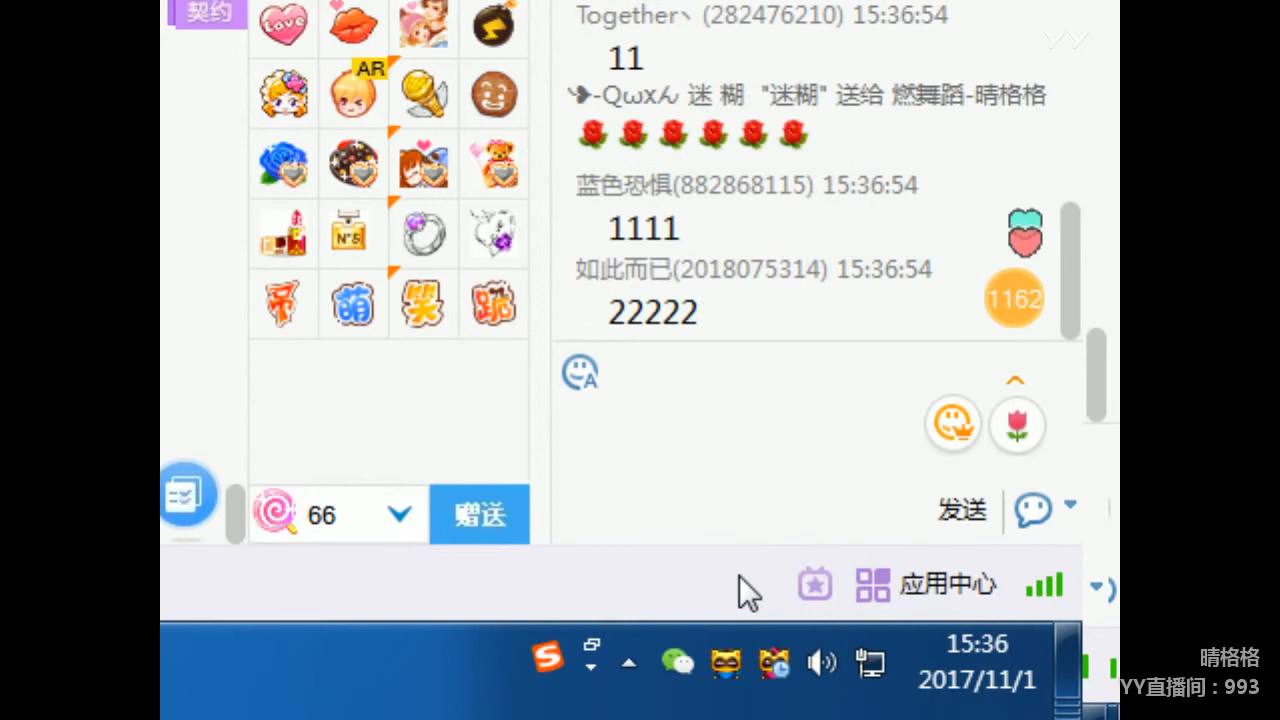 契约
Love
AR
N°5
吊
萌
笑
跪
66
赠送
Together丶 (282476210) 15:36:54
11
-Qωxん 迷 糊 "迷糊" 送给 燃舞蹈-晴格格
蓝色恐惧(882868115) 15:36:54
1111
如此而已(2018075314) 15:36:54
22222
1162
YY
A
发送
应用中心
S
15:36
2017/11/1
晴格格
YY直播间：993